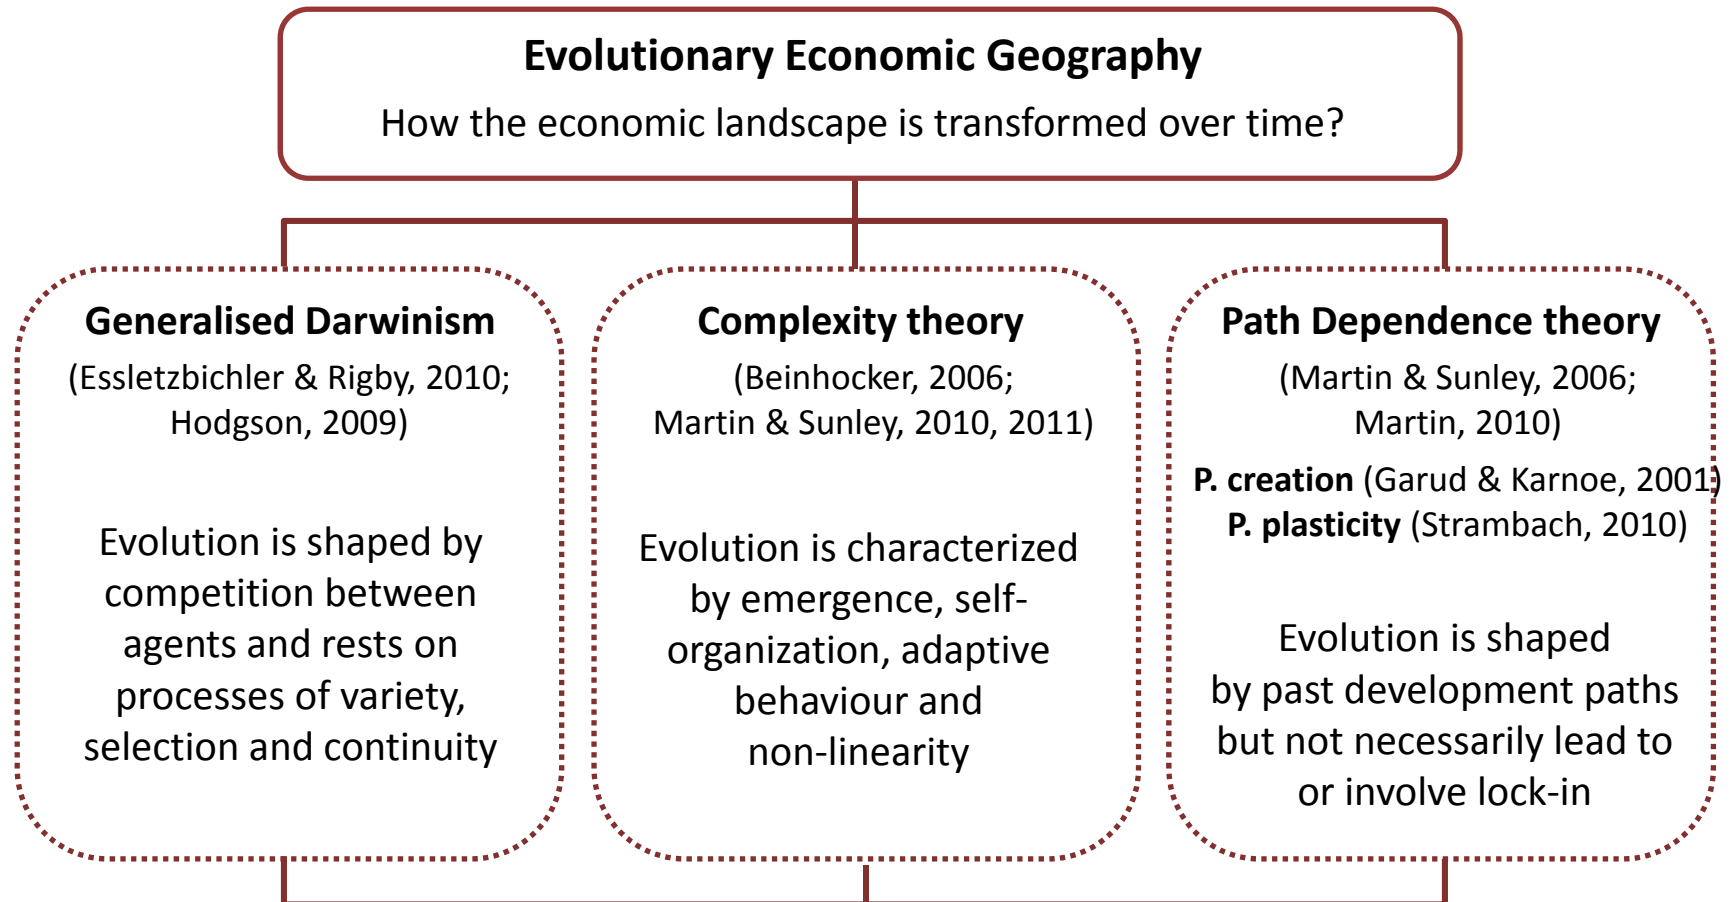 Evolutionary Economic Geography
How the economic landscape is transformed over time?
Generalised Darwinism
(Essletzbichler & Rigby, 2010;
Hodgson, 2009)
Evolution is shaped by
competition between
agents and rests on
processes of variety,
selection and continuity
Complexity theory
(Beinhocker, 2006;
Martin & Sunley, 2010, 2011)
Evolution is characterized
by emergence, self-
organization, adaptive
behaviour and
non-linearity
Path Dependence theory
(Martin & Sunley, 2006;
Martin, 2010)
P. creation (Garud & Karnoe, 2001)
P. plasticity (Strambach, 2010)
Evolution is shaped
by past development paths
but not necessarily lead to
or involve lock-in